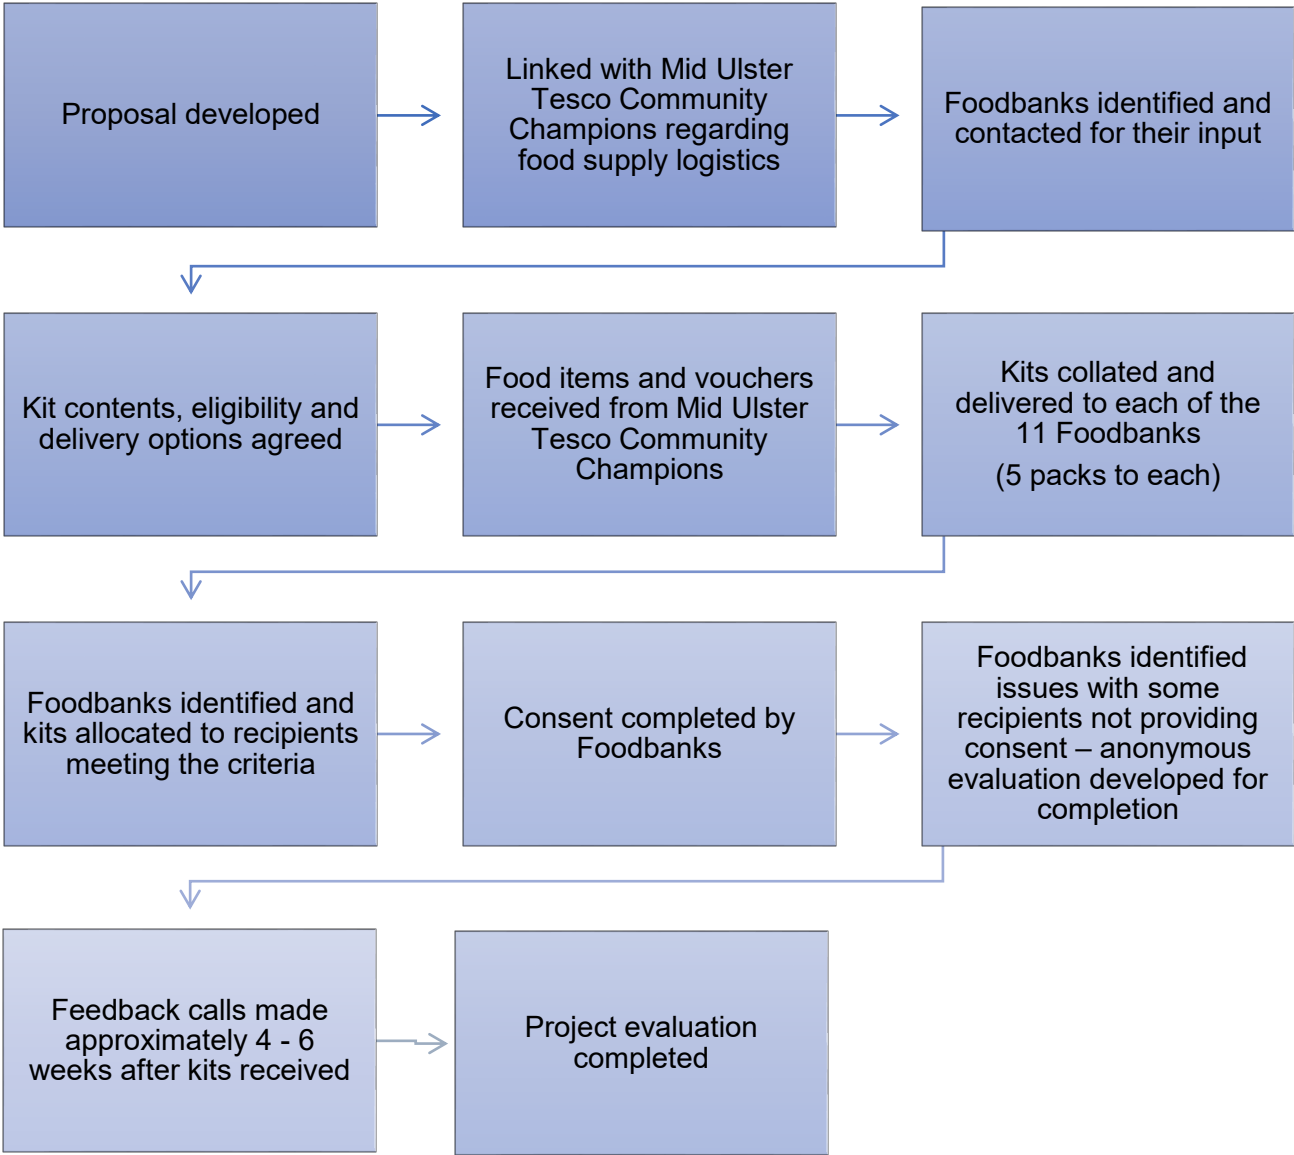 Proposal developed
Linked with Mid Ulster
Tesco Community
Champions regarding
food supply logistics
Foodbanks identified and
contacted for their input
Kit contents, eligibility and
delivery options agreed
Food items and vouchers
received from Mid Ulster
Tesco Community
Champions
Kits collated and
delivered to each of the
11 Foodbanks
(5 packs to each)
Foodbanks identified and
kits allocated to recipients
meeting the criteria
Consent completed by
Foodbanks
Foodbanks identified
issues with some
recipients not providing
consent – anonymous
evaluation developed for
completion
Feedback calls made
approximately 4 - 6
weeks after kits received
Project evaluation
completed